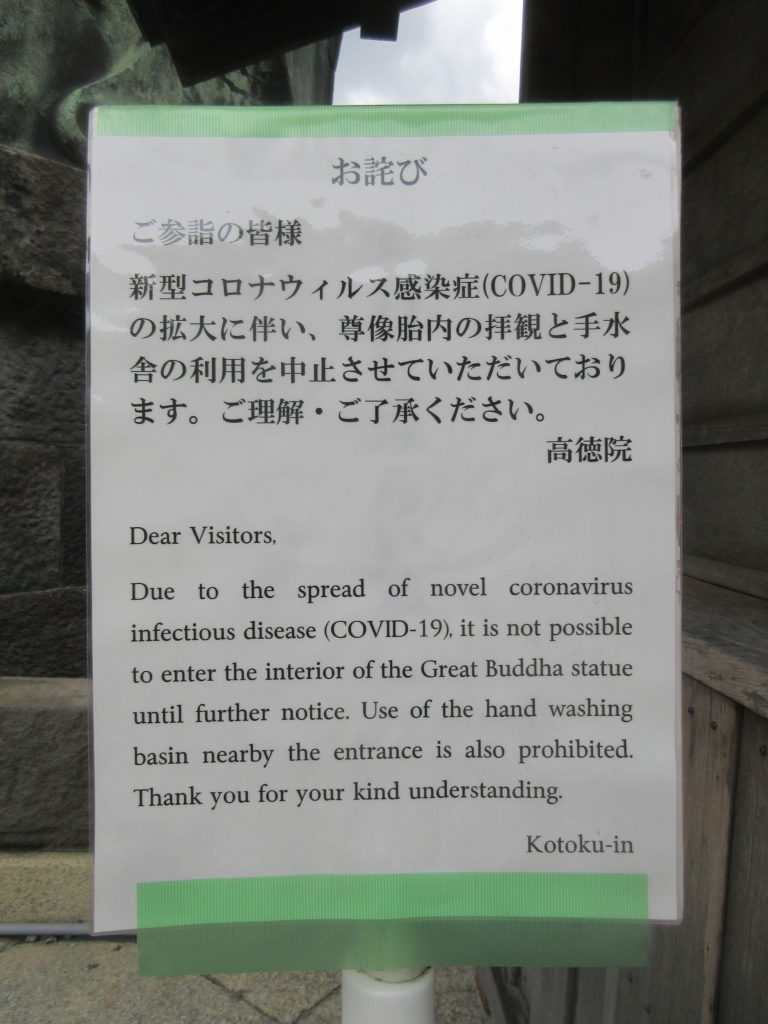 お詫び
ご参詣の皆様
新型コロナウィルス感染症(COVID-19)
の拡大に伴い、尊像胎内の拝観と手水
舎の利用を中止させていただいており
ます。ご理解・ご了承ください。
高徳院
Dear Visitors,
Due to the spread of novel coronavirus
infectious disease (COVID-19), it is not possible
to enter the interior of the Great Buddha statue
until further notice. Use of the hand washing
basin nearby the entrance is also prohibited.
Thank you for your kind understanding.
Kotoku-in